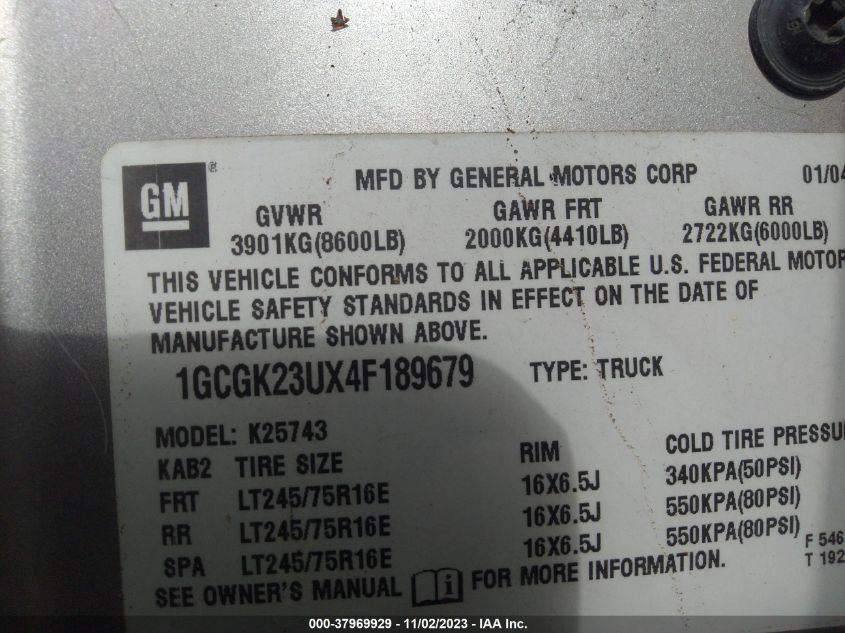 GM®
MFD BY GENERAL MOTORS CORP 01/04
GVWR GAWR FRT GAWR RR
3901KG(8600LB) 2000KG(4410LB) 2722KG(6000LB)
THIS VEHICLE CONFORMS TO ALL APPLICABLE U.S. FEDERAL MOTOR
VEHICLE SAFETY STANDARDS IN EFFECT ON THE DATE OF
MANUFACTURE SHOWN ABOVE.
1GCGK23UX4F189679 TYPE: TRUCK
MODEL: K25743
KAB2 TIRE SIZE RIM COLD TIRE PRESSU
FRT LT245/75R16E 16X6.5J 340KPA(50PSI)
RR LT245/75R16E 16X6.5J 550KPA(80PSI)
SPA LT245/75R16E 16X6.5J 550KPA(80PSI)
SEE OWNER'S MANUAL i FOR MORE INFORMATION.
F 546
T 192
000-37969929 - 11/02/2023 - IAA Inc.